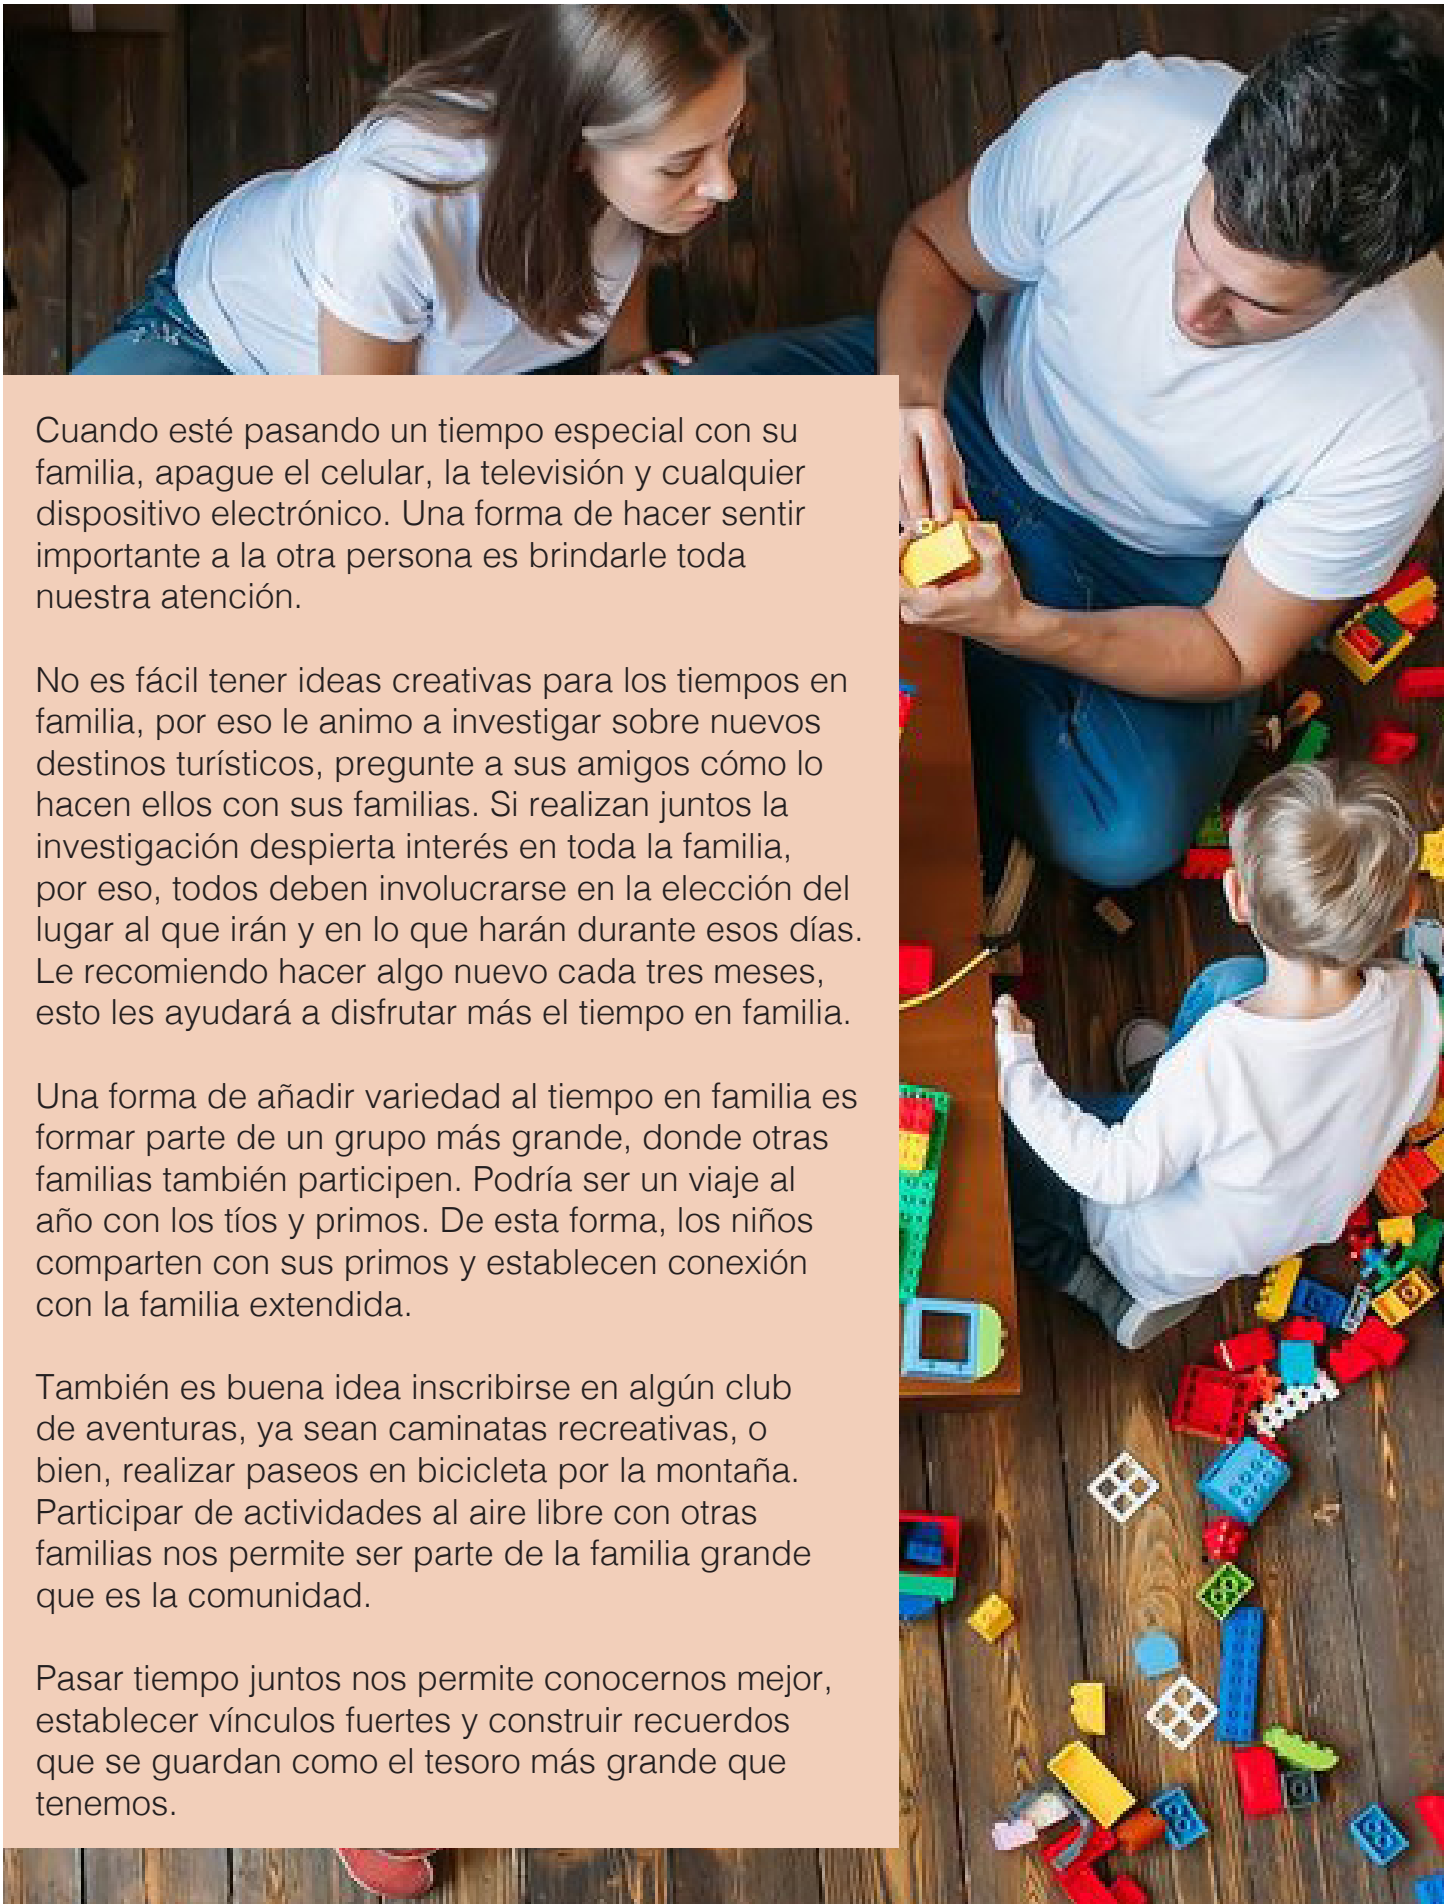 Cuando esté pasando un tiempo especial con su
familia, apague el celular, la televisión y cualquier
dispositivo electrónico. Una forma de hacer sentir
importante a la otra persona es brindarle toda
nuestra atención.
No es fácil tener ideas creativas para los tiempos en
familia, por eso le animo a investigar sobre nuevos
destinos turísticos, pregunte a sus amigos cómo lo
hacen ellos con sus familias. Si realizan juntos la
investigación despierta interés en toda la familia,
por eso, todos deben involucrarse en la elección del
lugar al que irán y en lo que harán durante esos días.
Le recomiendo hacer algo nuevo cada tres meses,
esto les ayudará a disfrutar más el tiempo en familia.
Una forma de añadir variedad al tiempo en familia es
formar parte de un grupo más grande, donde otras
familias también participen. Podría ser un viaje al
año con los tíos y primos. De esta forma, los niños
comparten con sus primos y establecen conexión
con la familia extendida.
También es buena idea inscribirse en algún club
de aventuras, ya sean caminatas recreativas, o
bien, realizar paseos en bicicleta por la montaña.
Participar de actividades al aire libre con otras
familias nos permite ser parte de la familia grande
que es la comunidad.
Pasar tiempo juntos nos permite conocernos mejor,
establecer vínculos fuertes y construir recuerdos
que se guardan como el tesoro más grande que
tenemos.